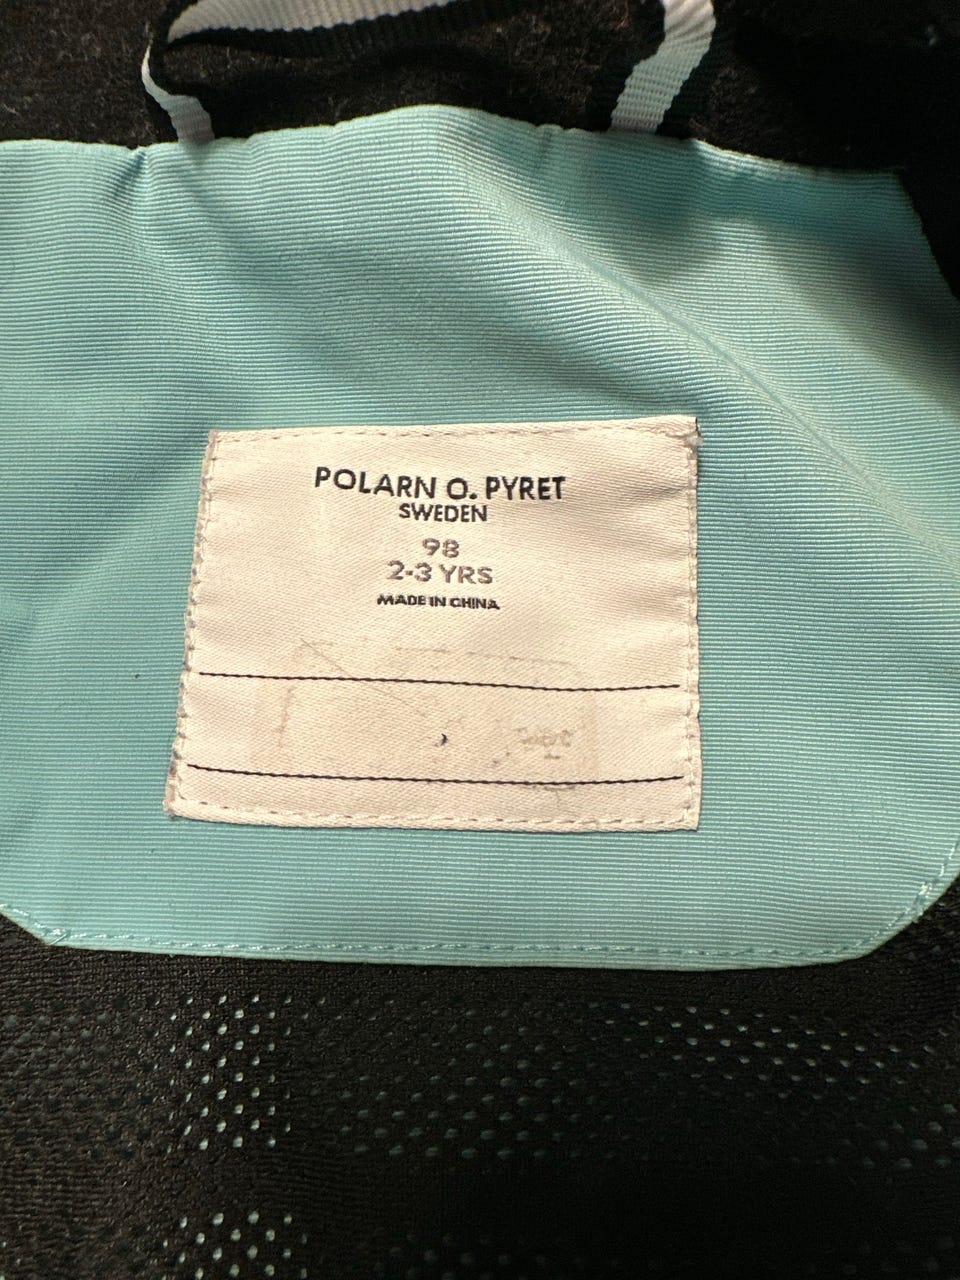 POLARN O. PYRET
SWEDEN
98
2-3 YRS
MADE IN CHINA